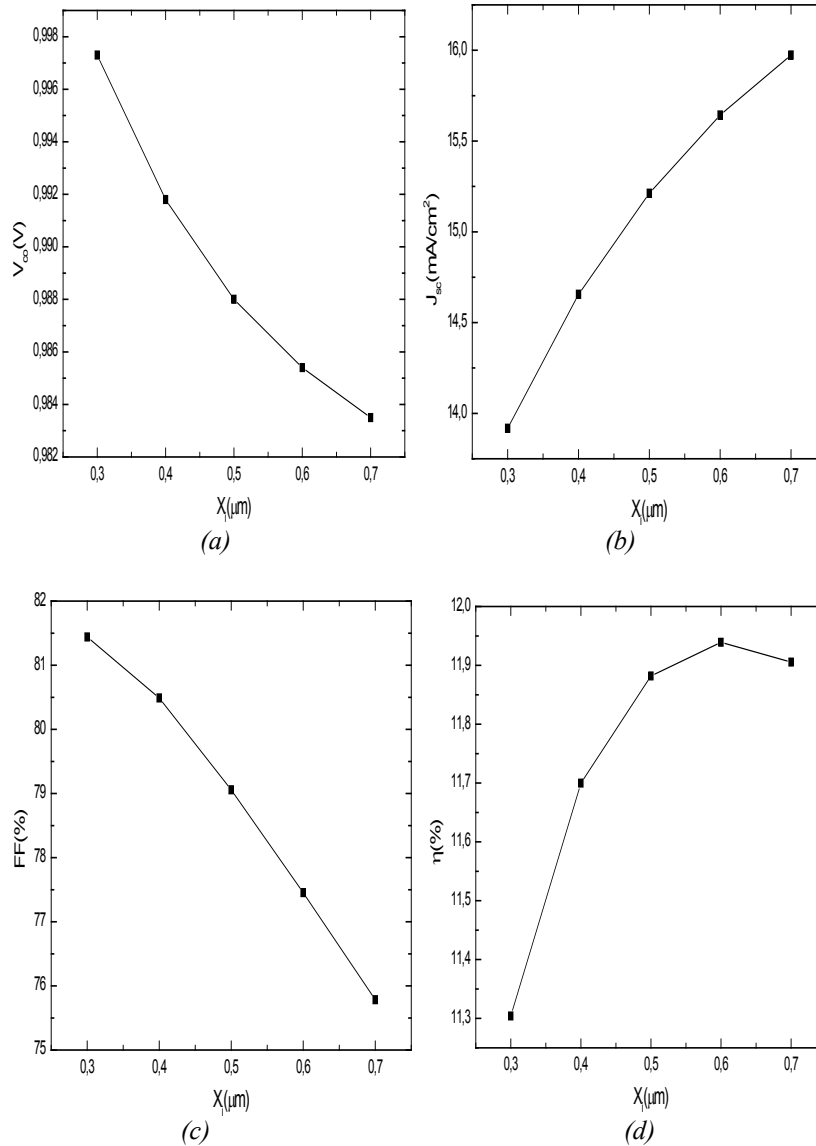 0,998
0,996
0,994
0,992
0,990
0,988
0,986
0,984
0,982
V_co(V)
0,3 0,4 0,5 0,6 0,7
X_i(μm)
(a)
16,0
15,5
15,0
14,5
14,0
J_sc(mA/cm²)
0,3 0,4 0,5 0,6 0,7
X_i(μm)
(b)
82
81
80
79
78
77
76
75
FF(%)
0,3 0,4 0,5 0,6 0,7
X_i(μm)
(c)
12,0
11,9
11,8
11,7
11,6
11,5
11,4
11,3
η(%)
0,3 0,4 0,5 0,6 0,7
X_i(μm)
(d)